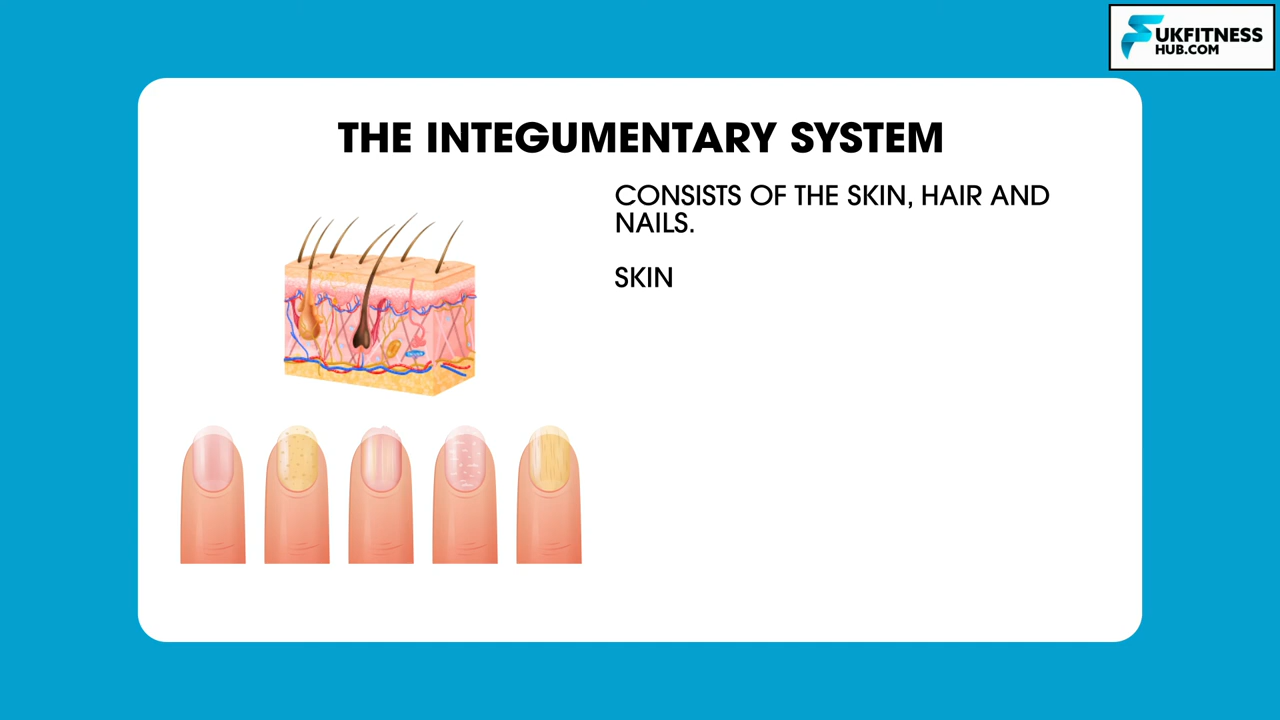 UKFITNESS
HUB.COM
THE INTEGUMENTARY SYSTEM
CONSISTS OF THE SKIN, HAIR AND
NAILS.
SKIN